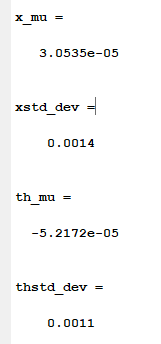 x_mu =
3.0535e-05
xstd_dev =
0.0014
th_mu =
-5.2172e-05
thstd_dev =
0.0011